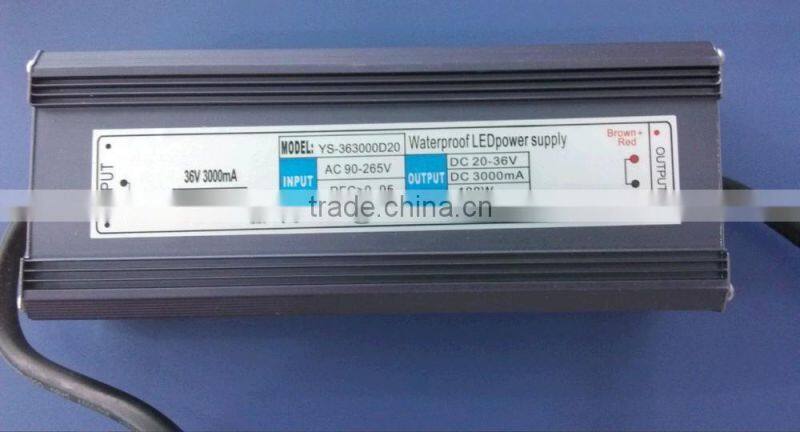 MODEL: YS-363000D20 Waterproof LEDpower supply
INPUT AC 90-265V
OUTPUT DC 20-36V
DC 3000mA
36V 3000mA
Brown+
Red
OUTPUT
trade.china.cn